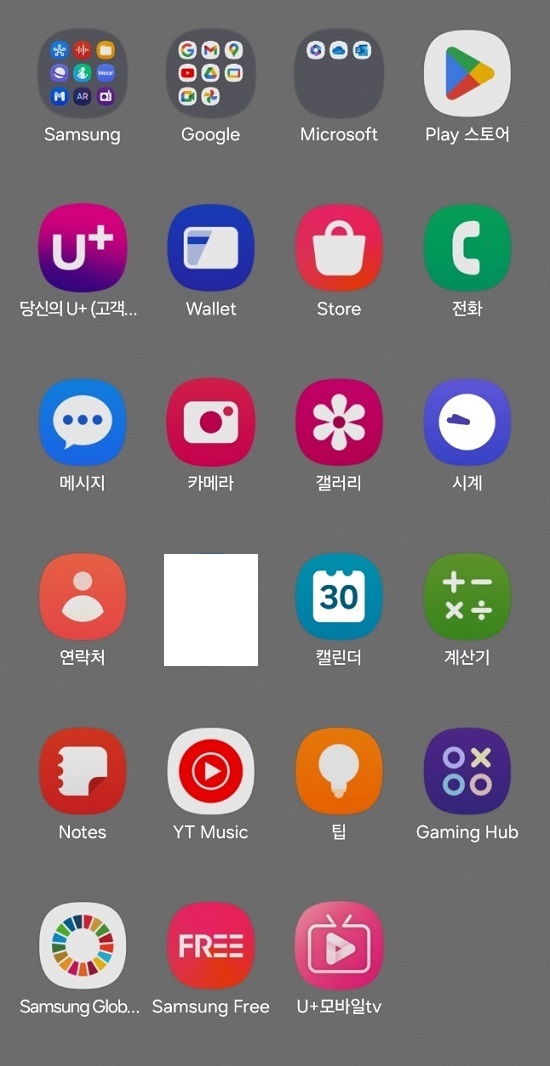 Wear
AR
Samsung
Google
Microsoft
Play 스토어
U+
당신의 U+ (고객...
Wallet
Store
전화
메시지
카메라
갤러리
시계
연락처
30
캘린더
계산기
Notes
YT Music
팁
Gaming Hub
FREE
Samsung Glob...
Samsung Free
U+모바일tv